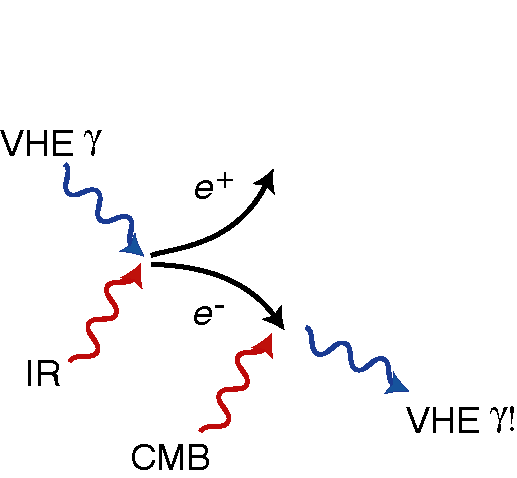 VHE γ
e+
e-
IR
CMB
VHE γ!